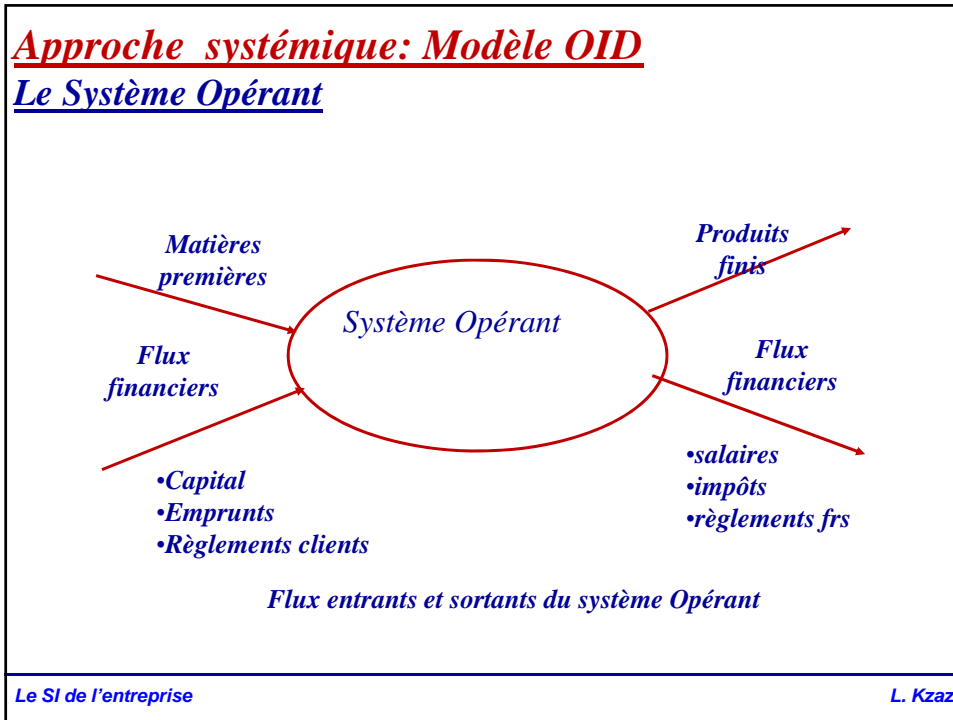 Approche systémique: Modèle OID
Le Système Opérant
Matières
premières
Produits
finis
Système Opérant
Flux
financiers
Flux
financiers
•Capital
•Emprunts
•Règlements clients
•salaires
•impôts
•règlements frs
Flux entrants et sortants du système Opérant
Le SI de l’entreprise
L. Kzaz